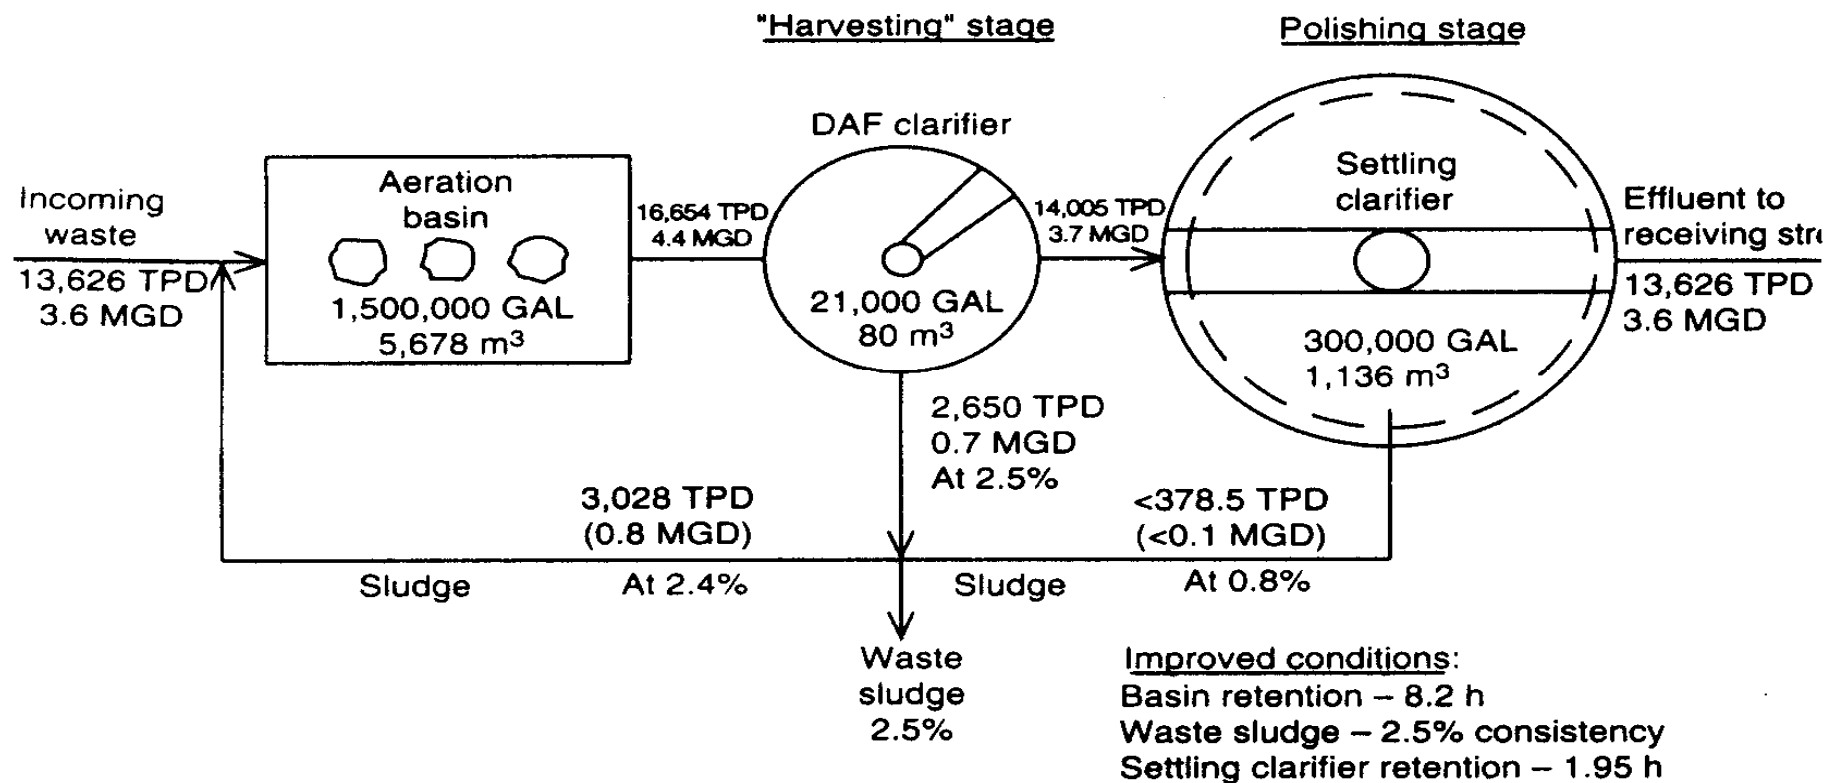 "Harvesting" stage
Polishing stage
DAF clarifier
Incoming
waste
13,626 TPD
3.6 MGD
Aeration
basin
1,500,000 GAL
5,678 m³
16,654 TPD
4.4 MGD
21,000 GAL
80 m³
14,005 TPD
3.7 MGD
Settling
clarifier
300,000 GAL
1,136 m³
Effluent to
receiving
13,626 TPD
3.6 MGD
2,650 TPD
0.7 MGD
At 2.5%
3,028 TPD
(0.8 MGD)
<378.5 TPD
(<0.1 MGD)
Sludge
At 2.4%
Sludge
At 0.8%
Waste
sludge
2.5%
Improved conditions:
Basin retention – 8.2 h
Waste sludge – 2.5% consistency
Settling clarifier retention – 1.95 h